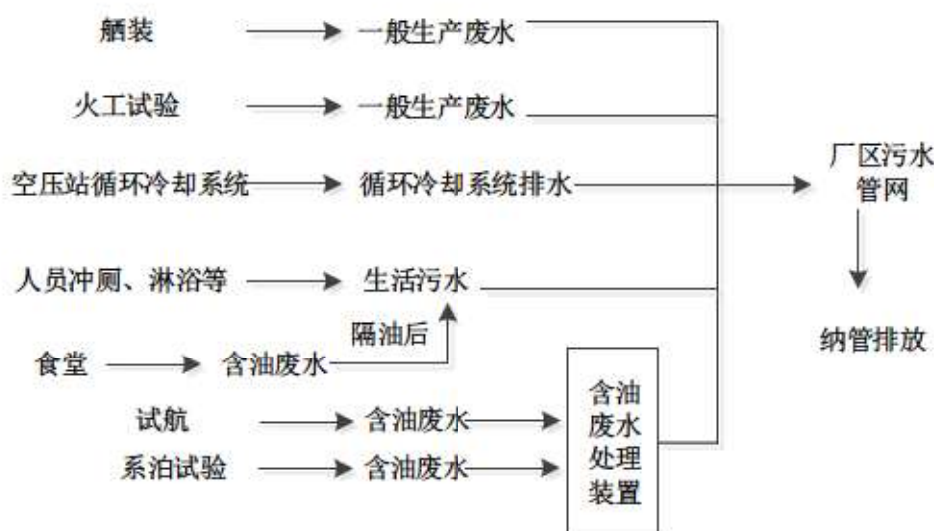 舾装 一般生产废水
火工试验 一般生产废水
厂区污水
管网
空压站循环冷却系统 循环冷却系统排水
人员冲厕、淋浴等 生活污水
隔油后
纳管排放
食堂 含油废水
试航 含油废水
系泊试验 含油废水
含油
废水
处理
装置